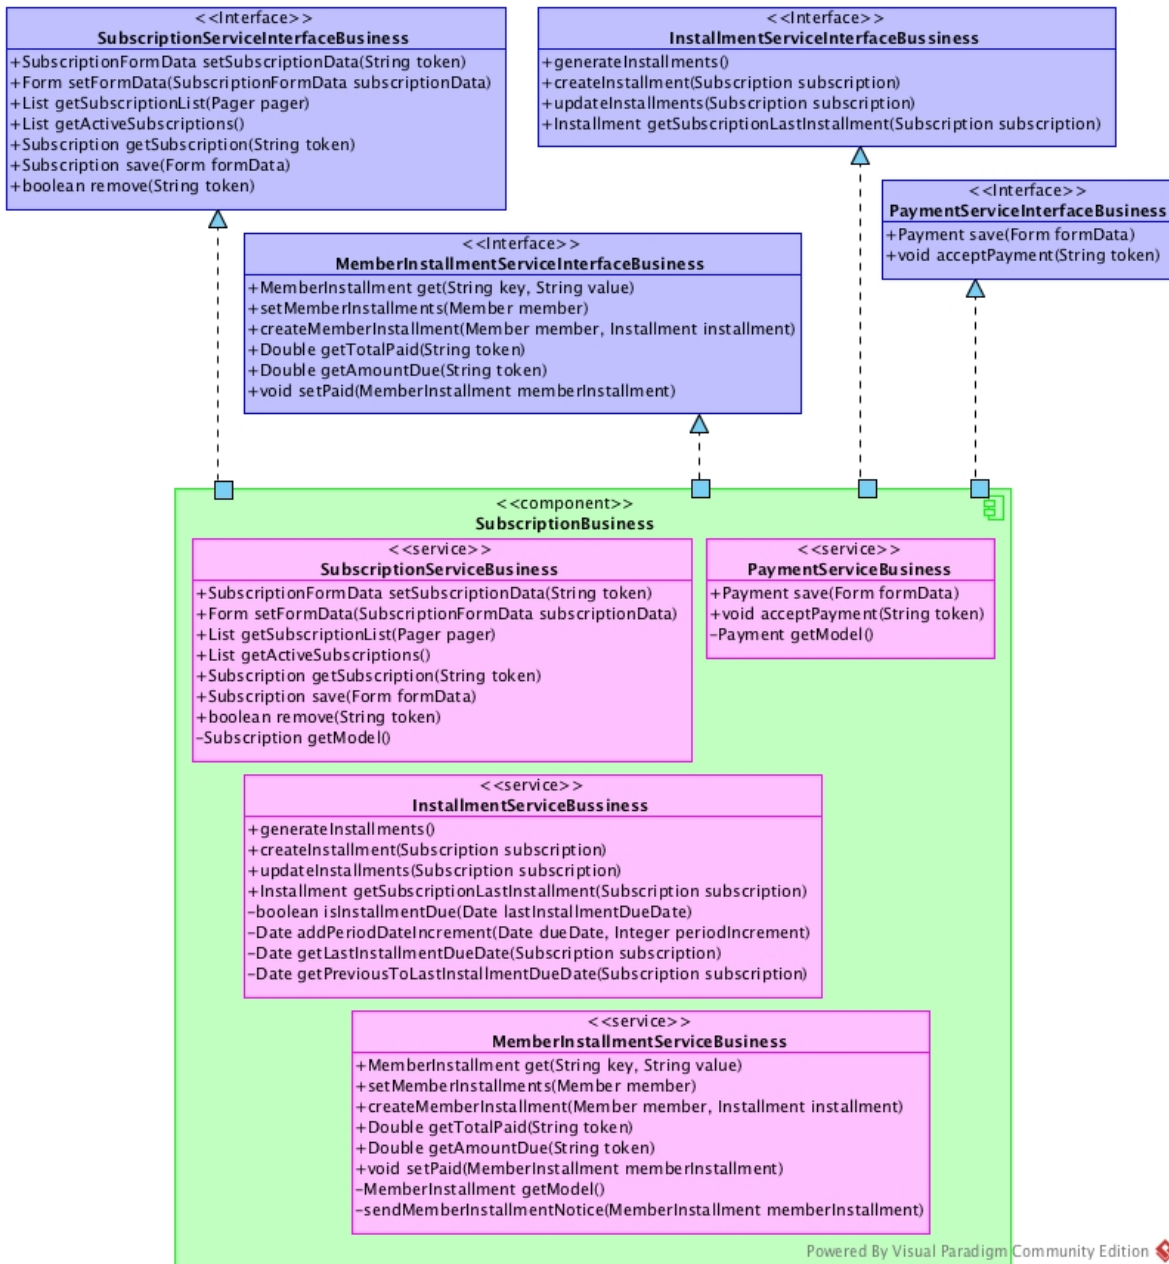 <<Interface>>
SubscriptionServiceInterfaceBusiness
+SubscriptionFormData setSubscriptionData(String token)
+Form setFormData(SubscriptionFormData subscriptionData)
+List getSubscriptionList(Pager pager)
+List getActiveSubscriptions()
+Subscription getSubscription(String token)
+Subscription save(Form formData)
+boolean remove(String token)
<<Interface>>
InstallmentServiceInterfaceBussiness
+generateInstallments()
+createInstallment(Subscription subscription)
+updateInstallments(Subscription subscription)
+Installment getSubscriptionLastInstallment(Subscription subscription)
<<Interface>>
PaymentServiceInterfaceBusiness
+Payment save(Form formData)
+void acceptPayment(String token)
<<Interface>>
MemberInstallmentServiceInterfaceBusiness
+MemberInstallment get(String key, String value)
+setMemberInstallments(Member member)
+createMemberInstallment(Member member, Installment installment)
+Double getTotalPaid(String token)
+Double getAmountDue(String token)
+void setPaid(MemberInstallment memberInstallment)
<<component>>
SubscriptionBusiness
<<service>>
SubscriptionServiceBusiness
+SubscriptionFormData setSubscriptionData(String token)
+Form setFormData(SubscriptionFormData subscriptionData)
+List getSubscriptionList(Pager pager)
+List getActiveSubscriptions()
+Subscription getSubscription(String token)
+Subscription save(Form formData)
+boolean remove(String token)
-Subscription getModel()
<<service>>
PaymentServiceBusiness
+Payment save(Form formData)
+void acceptPayment(String token)
-Payment getModel()
<<service>>
InstallmentServiceBussiness
+generateInstallments()
+createInstallment(Subscription subscription)
+updateInstallments(Subscription subscription)
+Installment getSubscriptionLastInstallment(Subscription subscription)
-boolean isInstallmentDue(Date lastInstallmentDueDate)
-Date addPeriodDateIncrement(Date dueDate, Integer periodIncrement)
-Date getLastInstallmentDueDate(Subscription subscription)
-Date getPreviousToLastInstallmentDueDate(Subscription subscription)
<<service>>
MemberInstallmentServiceBusiness
+MemberInstallment get(String key, String value)
+setMemberInstallments(Member member)
+createMemberInstallment(Member member, Installment installment)
+Double getTotalPaid(String token)
+Double getAmountDue(String token)
+void setPaid(MemberInstallment memberInstallment)
-MemberInstallment getModel()
-sendMemberInstallmentNotice(MemberInstallment memberInstallment)
Powered By Visual Paradigm Community Edition